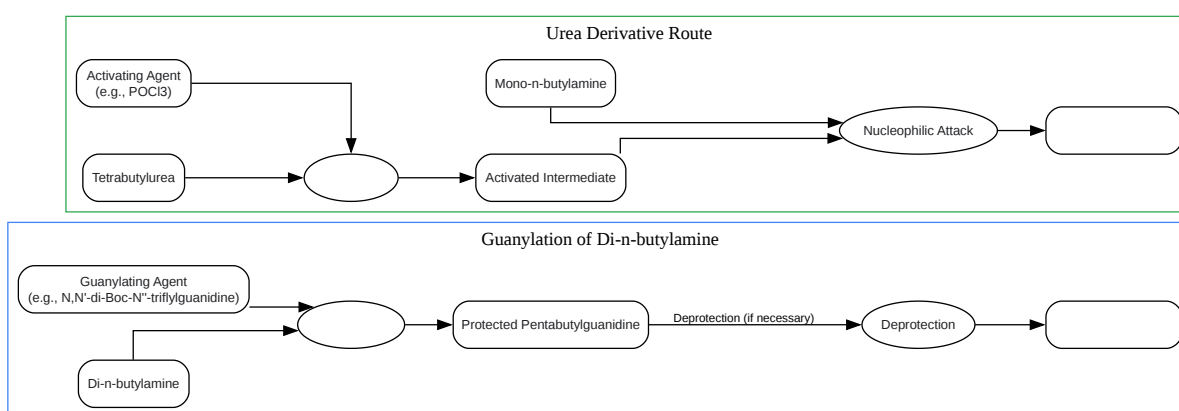 Urea Derivative Route
Activating Agent
(e.g., POCl3)
Mono-n-butylamine
Nucleophilic Attack
Tetrabutylurea
Activated Intermediate
Guanylation of Di-n-butylamine
Guanylating Agent
(e.g., N,N'-di-Boc-N''-triflylguanidine)
Protected Pentabutylguanidine
Deprotection (if necessary)
Deprotection
Di-n-butylamine